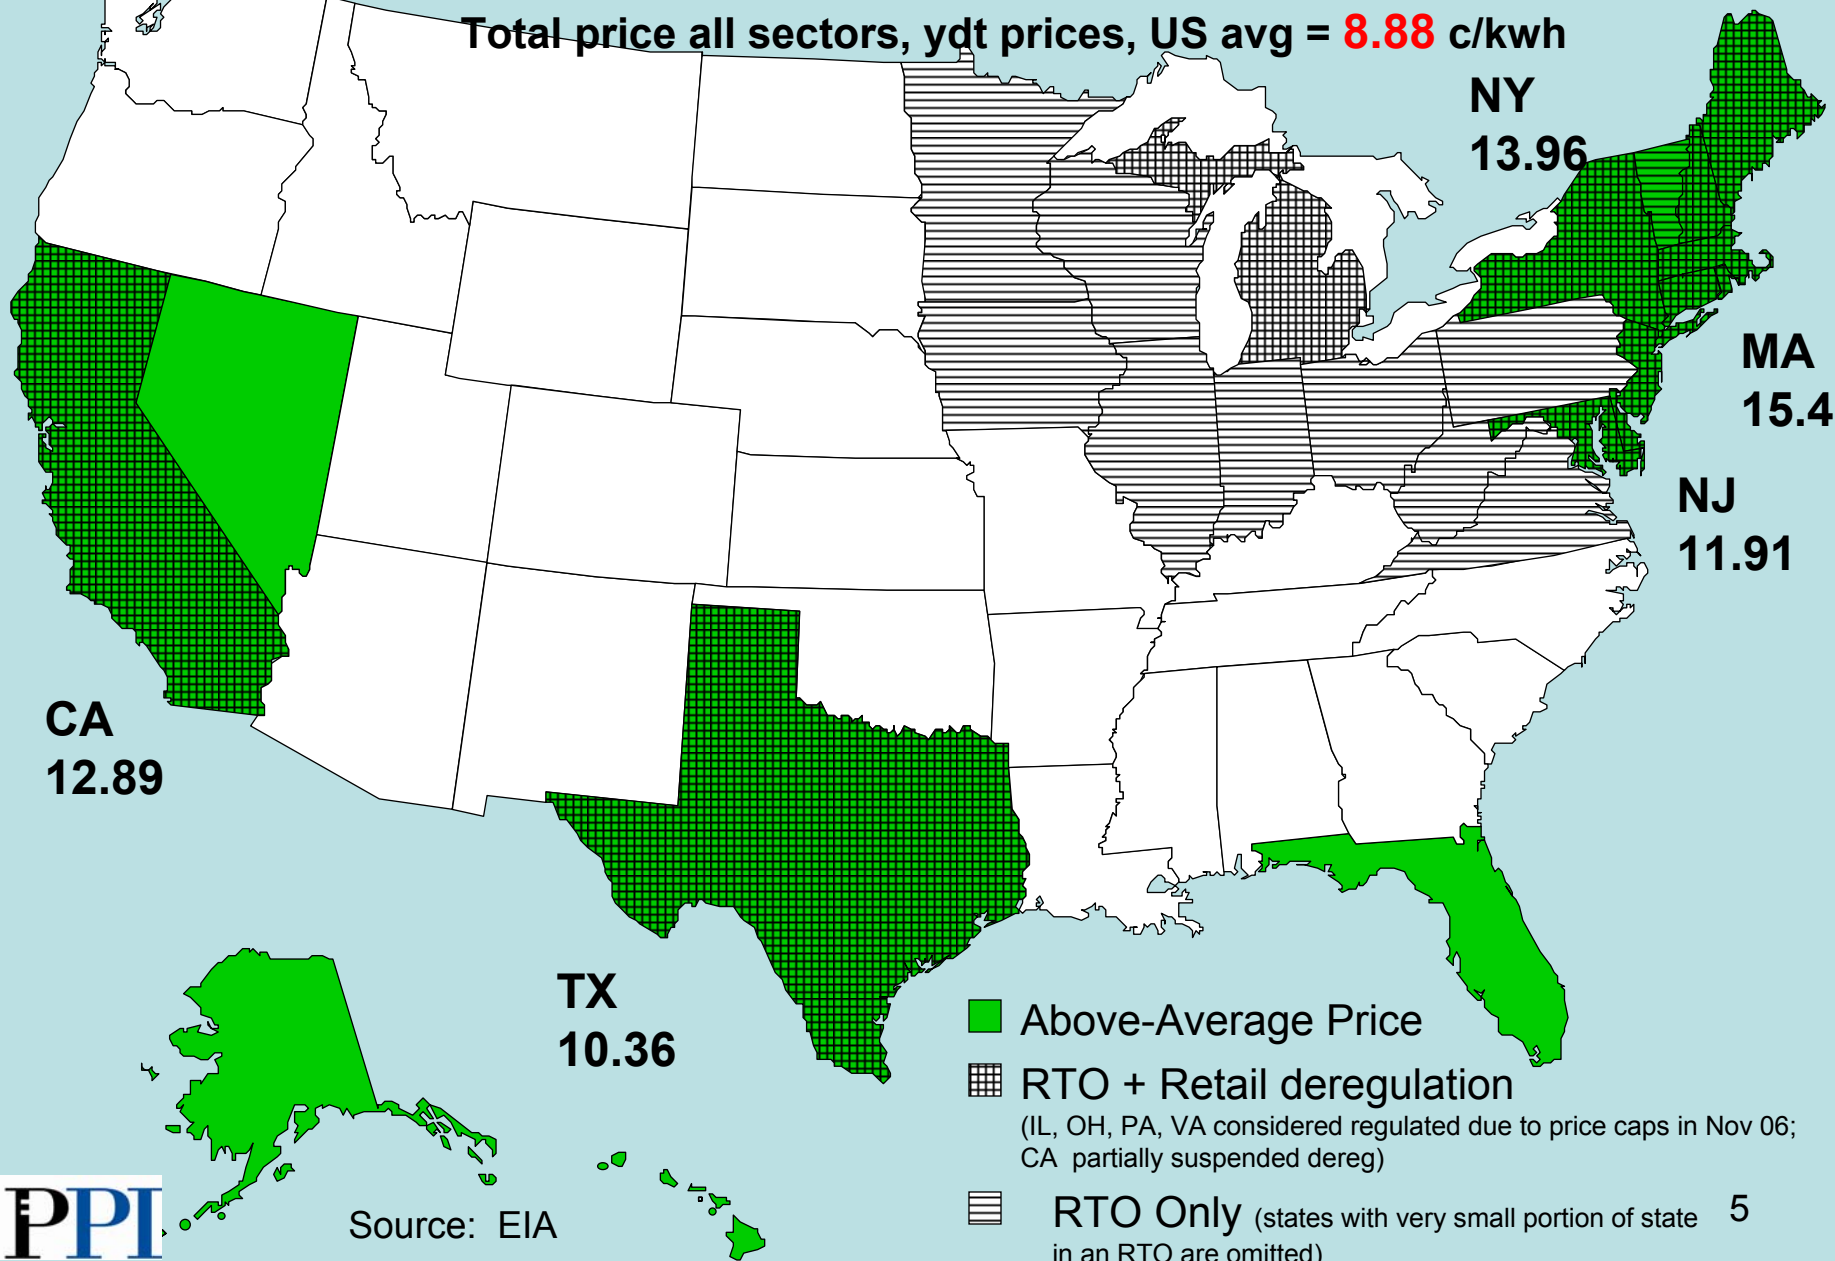 Total price all sectors, ydt prices, US avg = 8.88 c/kwh
NY
13.96
MA
15.4
NJ
11.91
CA
12.89
TX
10.36
Above-Average Price
RTO + Retail deregulation
(IL, OH, PA, VA considered regulated due to price caps in Nov 06;
CA partially suspended dereg)
RTO Only (states with very small portion of state
in an RTO are omitted)
5
Source: EIA
PPI